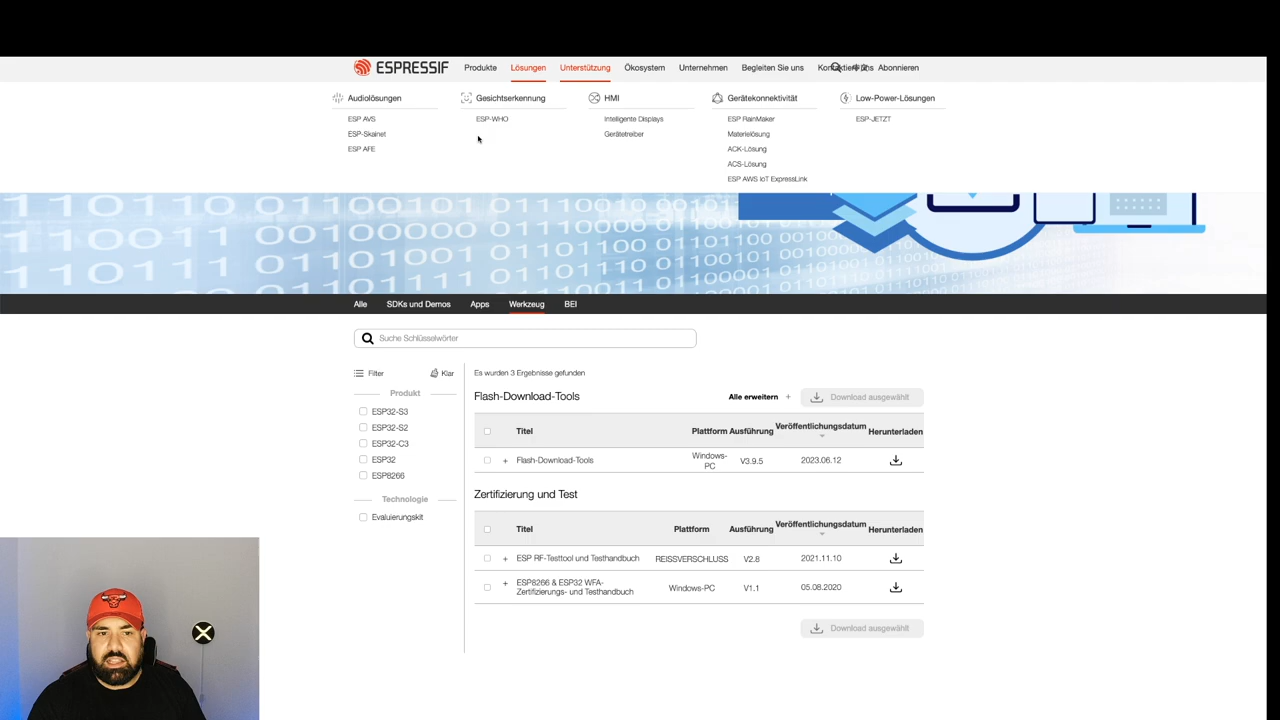 ESPRESSIF
Produkte Lösungen Unterstützung Ökosystem Unternehmen Begleiten Sie uns Abonnieren
Audiolösungen
ESP AVS
ESP-Skainet
ESP AFE
Gesichtserkennung
ESP-WHO
HMI
Intelligente Displays
Gerätetreiber
Gerätekonnektivität
ESP RainMaker
Materielösung
ACK-Lösung
ACS-Lösung
ESP AWS IoT ExpressLink
Low-Power-Lösungen
ESP-JETZT
Alle SDKs und Demos Apps Werkzeug BEI
Suche Schlüsselwörter
Filter Klar
Produkt
ESP32-S3
ESP32-S2
ESP32-C3
ESP32
ESP8266
Technologie
Evaluierungskit
Es wurden 3 Ergebnisse gefunden
Flash-Download-Tools Alle erweitern + Download ausgewählt
Titel Plattform Ausführung Veröffentlichungsdatum Herunterladen
+ Flash-Download-Tools Windows-
PC V3.9.5 2023.06.12
Zertifizierung und Test
Titel Plattform Ausführung Veröffentlichungsdatum Herunterladen
+ ESP RF-Testtool und Testhandbuch REISSVERSCHLUSS V2.8 2021.11.10
+ ESP8266 & ESP32 WFA-
Zertifizierungs- und Testhandbuch Windows-PC V1.1 05.08.2020
Download ausgewählt